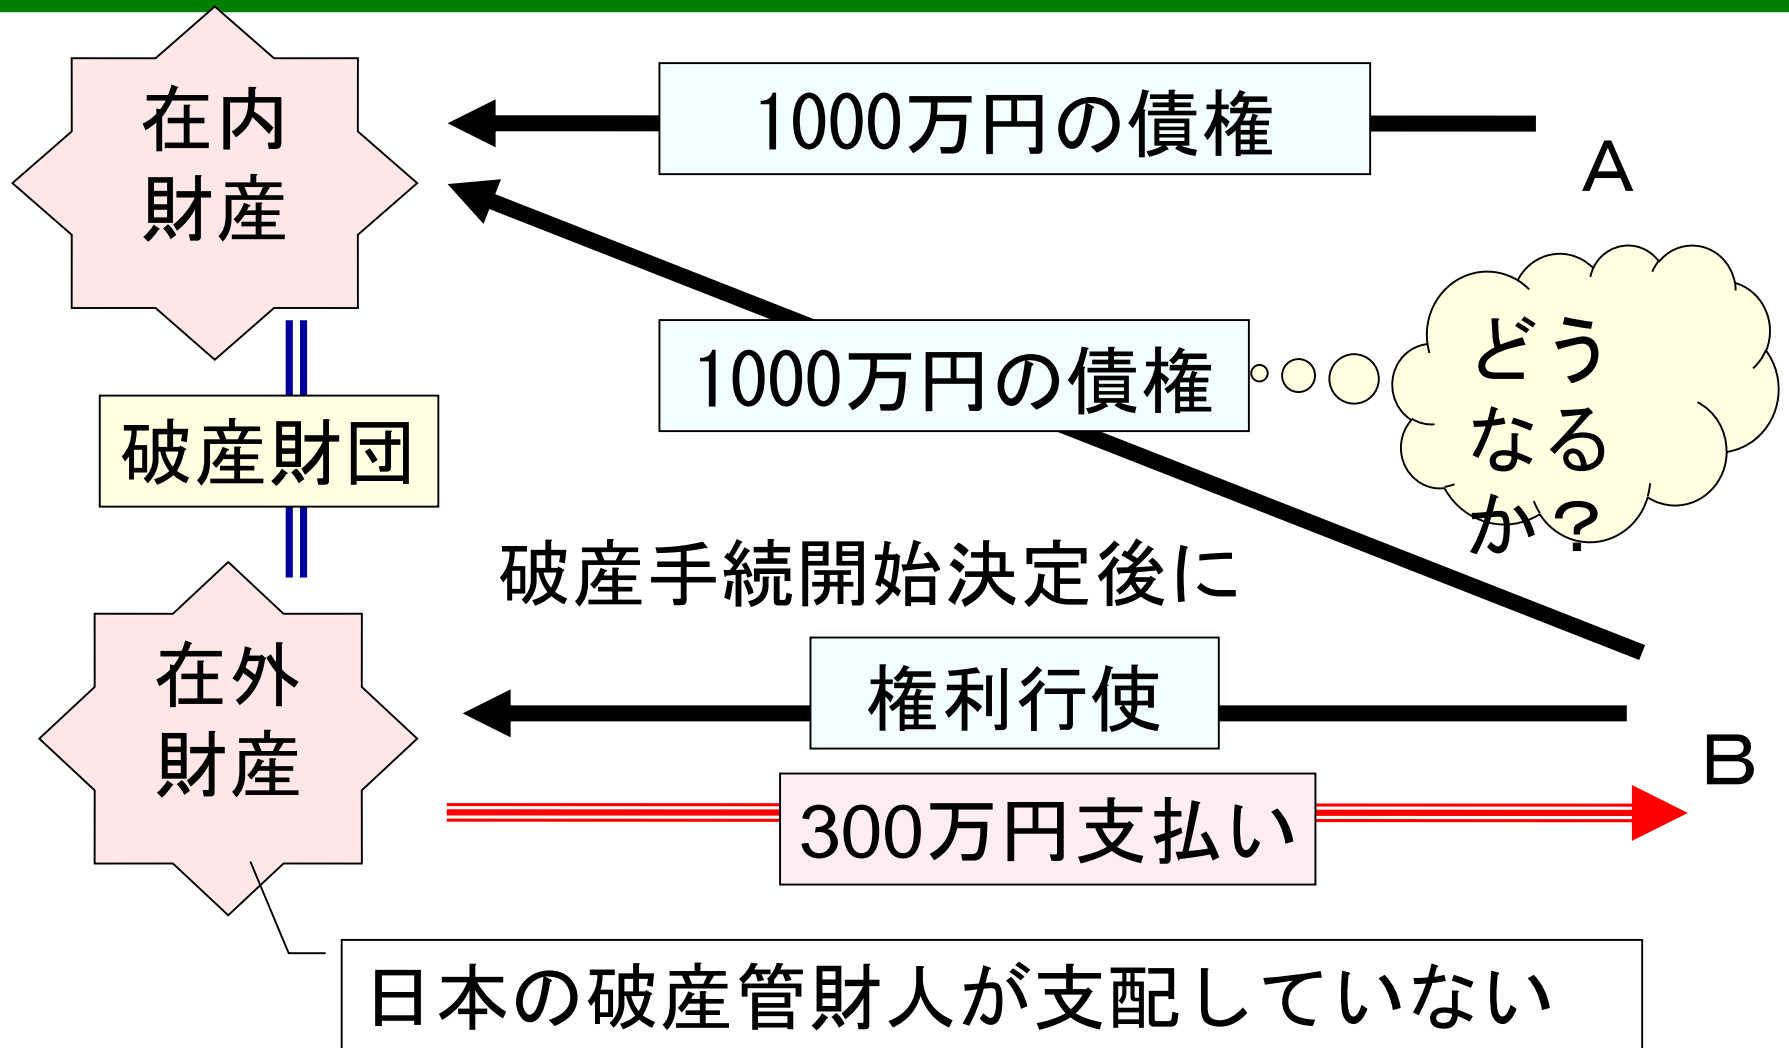 在内
財産
1000万円の債権
A
1000万円の債権
どう
なる
か?
破産財団
破産手続開始決定後に
在外
財産
権利行使
B
300万円支払い
日本の破産管財人が支配していない